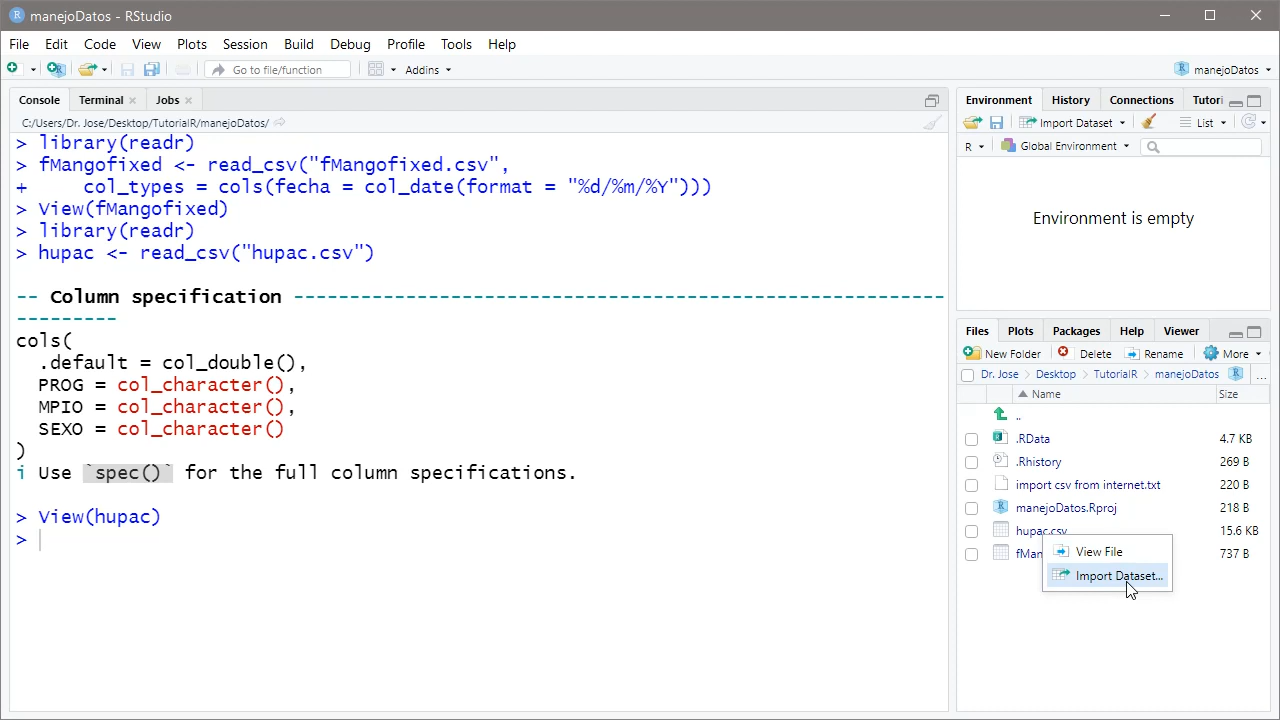 manejoDatos - RStudio
File Edit Code View Plots Session Build Debug Profile Tools Help
Go to file/function Addins manejoDatos
Console Terminal Jobs
C:/Users/Dr. Jose/Desktop/TutorialR/manejoDatos/
> library(readr)
> fMangofixed <- read_csv("fMangofixed.csv",
+     col_types = cols(fecha = col_date(format = "%d/%m/%Y")))
> View(fMangofixed)
> library(readr)
> hupac <- read_csv("hupac.csv")
-- Column specification -------------------------------------------------------------------
cols(
  .default = col_double(),
  PROG = col_character(),
  MPIO = col_character(),
  SEXO = col_character()
)
i Use `spec()` for the full column specifications.
> View(hupac)
>
Environment History Connections Tutori
Import Dataset List
R Global Environment
Environment is empty
Files Plots Packages Help Viewer
New Folder Delete Rename More
Dr. Jose > Desktop > TutorialR > manejoDatos ...
Name Size
..
.RData 4.7 KB
.Rhistory 269 B
import csv from internet.txt 220 B
manejoDatos.Rproj 218 B
hupac.csv 15.6 KB
fMan 737 B
View File
Import Dataset...